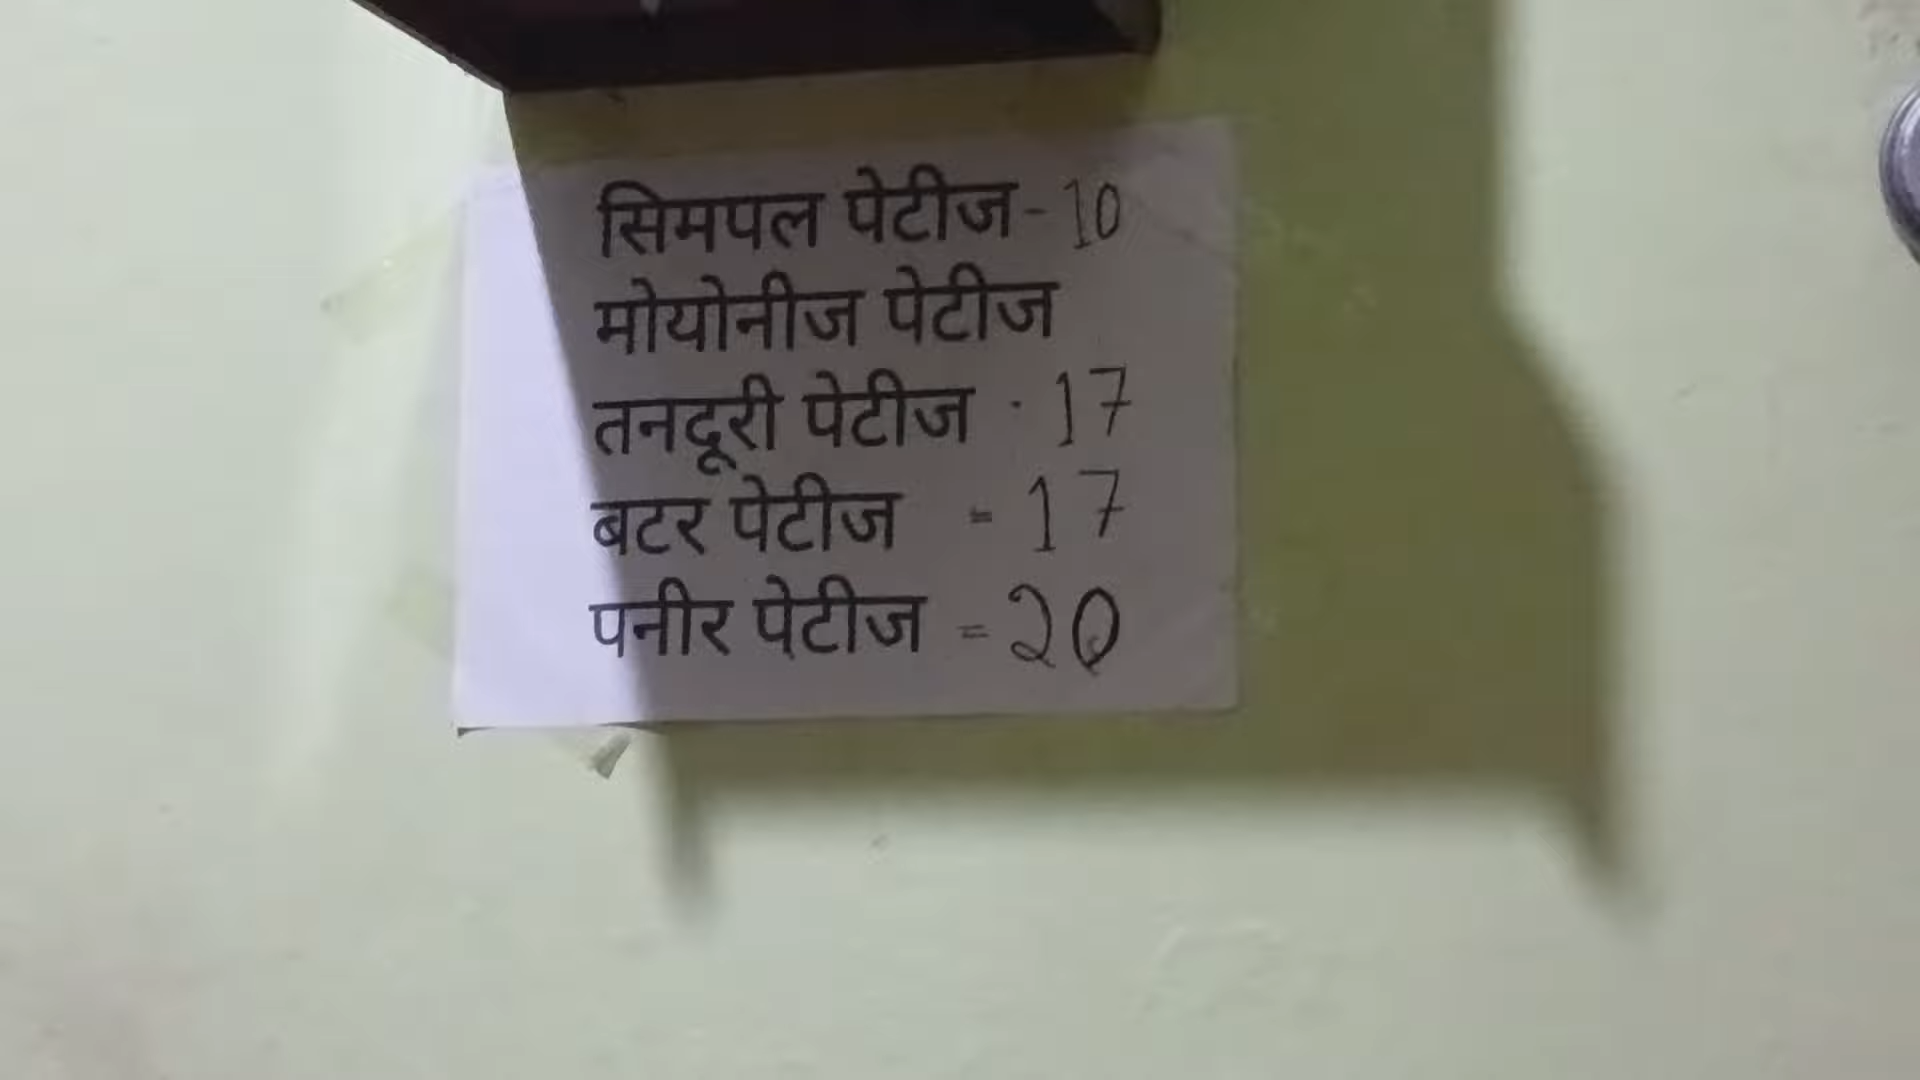 सिमपल पेटीज - 10
मोयोनीज पेटीज
तनदूरी पेटीज - 17
बटर पेटीज - 17
पनीर पेटीज = 20